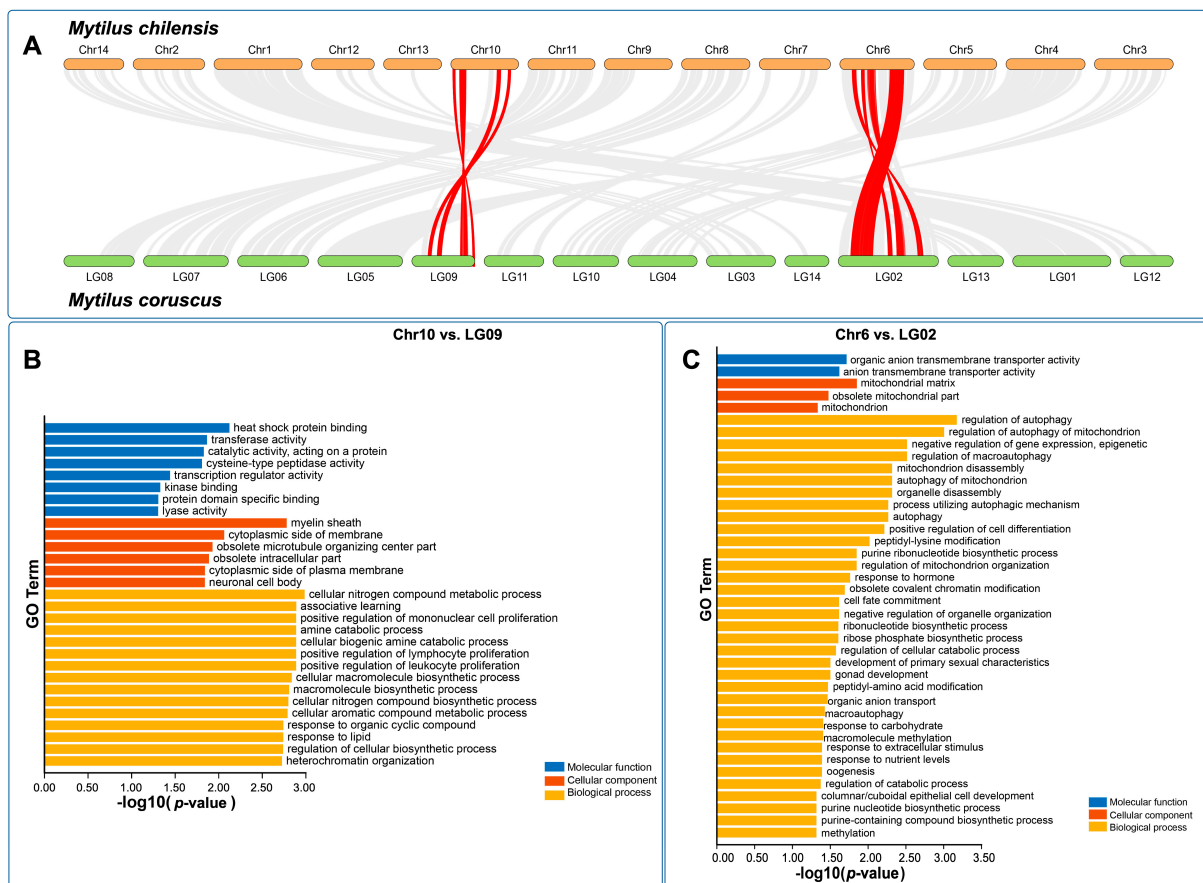 Mytilus chilensis
A
Chr14 Chr2 Chr1 Chr12 Chr13 Chr10 Chr11 Chr9 Chr8 Chr7 Chr6 Chr5 Chr4 Chr3
LG08 LG07 LG06 LG05 LG09 LG11 LG10 LG04 LG03 LG14 LG02 LG13 LG01 LG12
Mytilus coruscus
Chr10 vs. LG09
B
GO Term
heat shock protein binding
transferase activity
catalytic activity, acting on a protein
cysteine-type peptidase activity
transcription regulator activity
kinase binding
protein domain specific binding
lyase activity
myelin sheath
cytoplasmic side of membrane
obsolete microtubule organizing center part
obsolete intracellular part
cytoplasmic side of plasma membrane
neuronal cell body
cellular nitrogen compound metabolic process
associative learning
positive regulation of mononuclear cell proliferation
amine catabolic process
cellular biogenic amine catabolic process
positive regulation of lymphocyte proliferation
positive regulation of leukocyte proliferation
cellular macromolecule biosynthetic process
macromolecule biosynthetic process
cellular nitrogen compound biosynthetic process
cellular aromatic compound metabolic process
response to organic cyclic compound
response to lipid
regulation of cellular biosynthetic process
heterochromatin organization
Molecular function
Cellular component
Biological process
0.00 0.50 1.00 1.50 2.00 2.50 3.00
-log10(p-value)
Chr6 vs. LG02
C
GO Term
organic anion transmembrane transporter activity
anion transmembrane transporter activity
mitochondrial matrix
obsolete mitochondrial part
mitochondrion
regulation of autophagy
regulation of autophagy of mitochondrion
negative regulation of gene expression, epigenetic
regulation of macroautophagy
mitochondrion disassembly
autophagy of mitochondrion
organelle disassembly
process utilizing autophagic mechanism
autophagy
positive regulation of cell differentiation
peptidyl-lysine modification
purine ribonucleotide biosynthetic process
regulation of mitochondrion organization
response to hormone
obsolete covalent chromatin modification
cell fate commitment
negative regulation of organelle organization
ribonucleotide biosynthetic process
ribose phosphate biosynthetic process
regulation of cellular catabolic process
development of primary sexual characteristics
gonad development
peptidyl-amino acid modification
organic anion transport
macroautophagy
response to carbohydrate
macromolecule methylation
response to extracellular stimulus
response to nutrient levels
oogenesis
regulation of catabolic process
columnar/cuboidal epithelial cell development
purine nucleotide biosynthetic process
purine-containing compound biosynthetic process
methylation
Molecular function
Cellular component
Biological process
0.00 0.50 1.00 1.50 2.00 2.50 3.00 3.50
-log10(p-value)